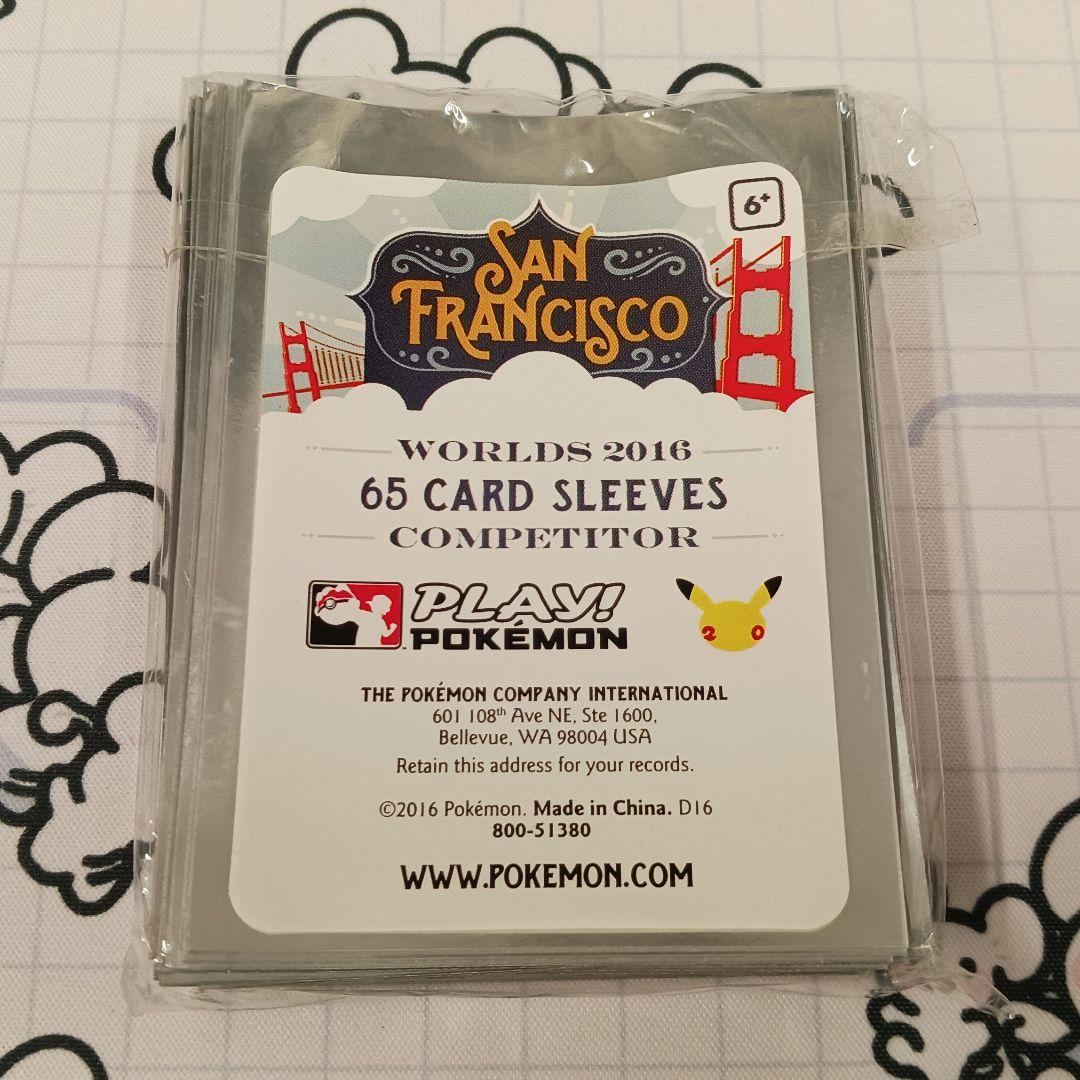 6+
SAN
FRANCISCO
WORLDS 2016
65 CARD SLEEVES
COMPETITOR
PLAY!
POKÉMON
20
THE POKÉMON COMPANY INTERNATIONAL
601 108th Ave NE, Ste 1600,
Bellevue, WA 98004 USA
Retain this address for your records.
©2016 Pokémon. Made in China. D16
800-51380
WWW.POKEMON.COM